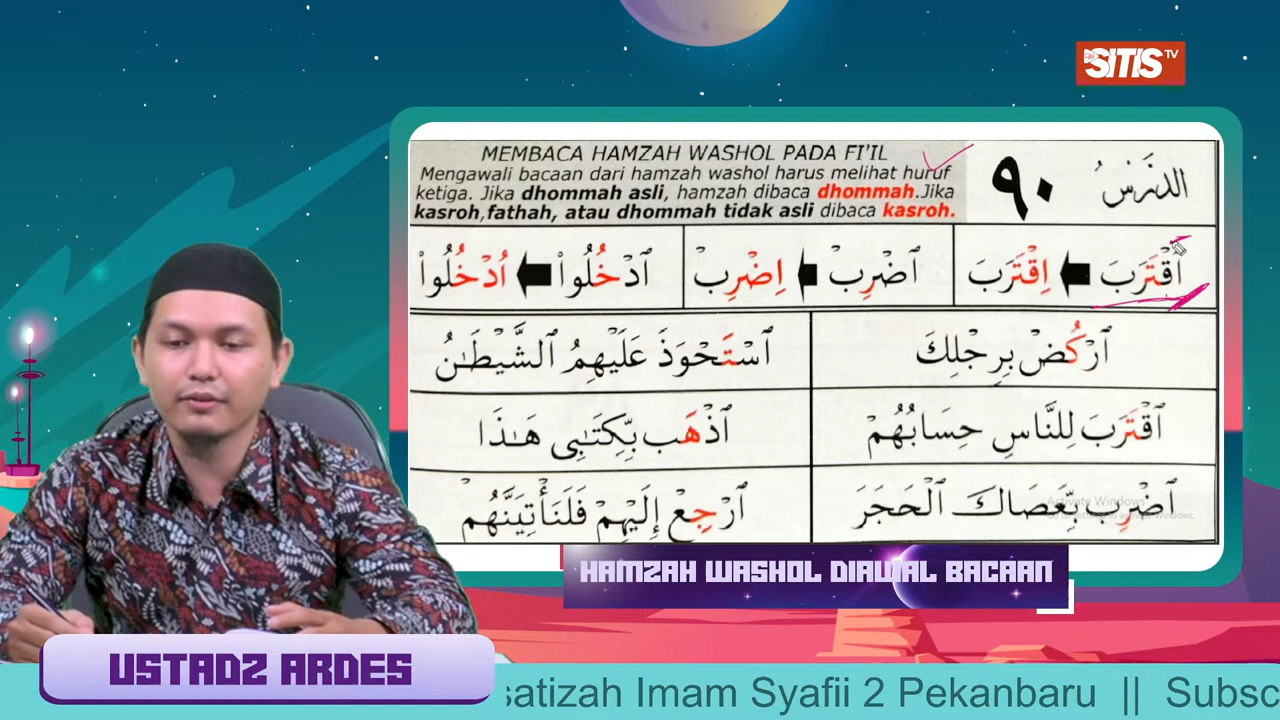 SITIS TV
MEMBACA HAMZAH WASHOL PADA FI'IL
Mengawali bacaan dari hamzah washol harus melihat huruf
ketiga. Jika dhommah asli, hamzah dibaca dhommah.Jika
kasroh,fathah, atau dhommah tidak asli dibaca kasroh.
الدَّرْسُ ٩٠
ٱقْتَرَبَ اِقْتَرَبَ
ٱضْرِبْ اِضْرِبْ
ٱدْخُلُوا۟ اُدْخُلُوا۟
ٱرْكُضْ بِرِجْلِكَ
ٱسْتَحْوَذَ عَلَيْهِمُ ٱلشَّيْطَٰنُ
ٱقْتَرَبَ لِلنَّاسِ حِسَابُهُمْ
ٱذْهَب بِّكِتَٰبِى هَٰذَا
ٱضْرِب بِّعَصَاكَ ٱلْحَجَرَ
ٱرْجِعْ إِلَيْهِمْ فَلَنَأْتِيَنَّهُم
Activate Windows
HAMZAH WASHOL DIAWAL BACAAN
USTADZ ARDES
satizah Imam Syafii 2 Pekanbaru || Subsc